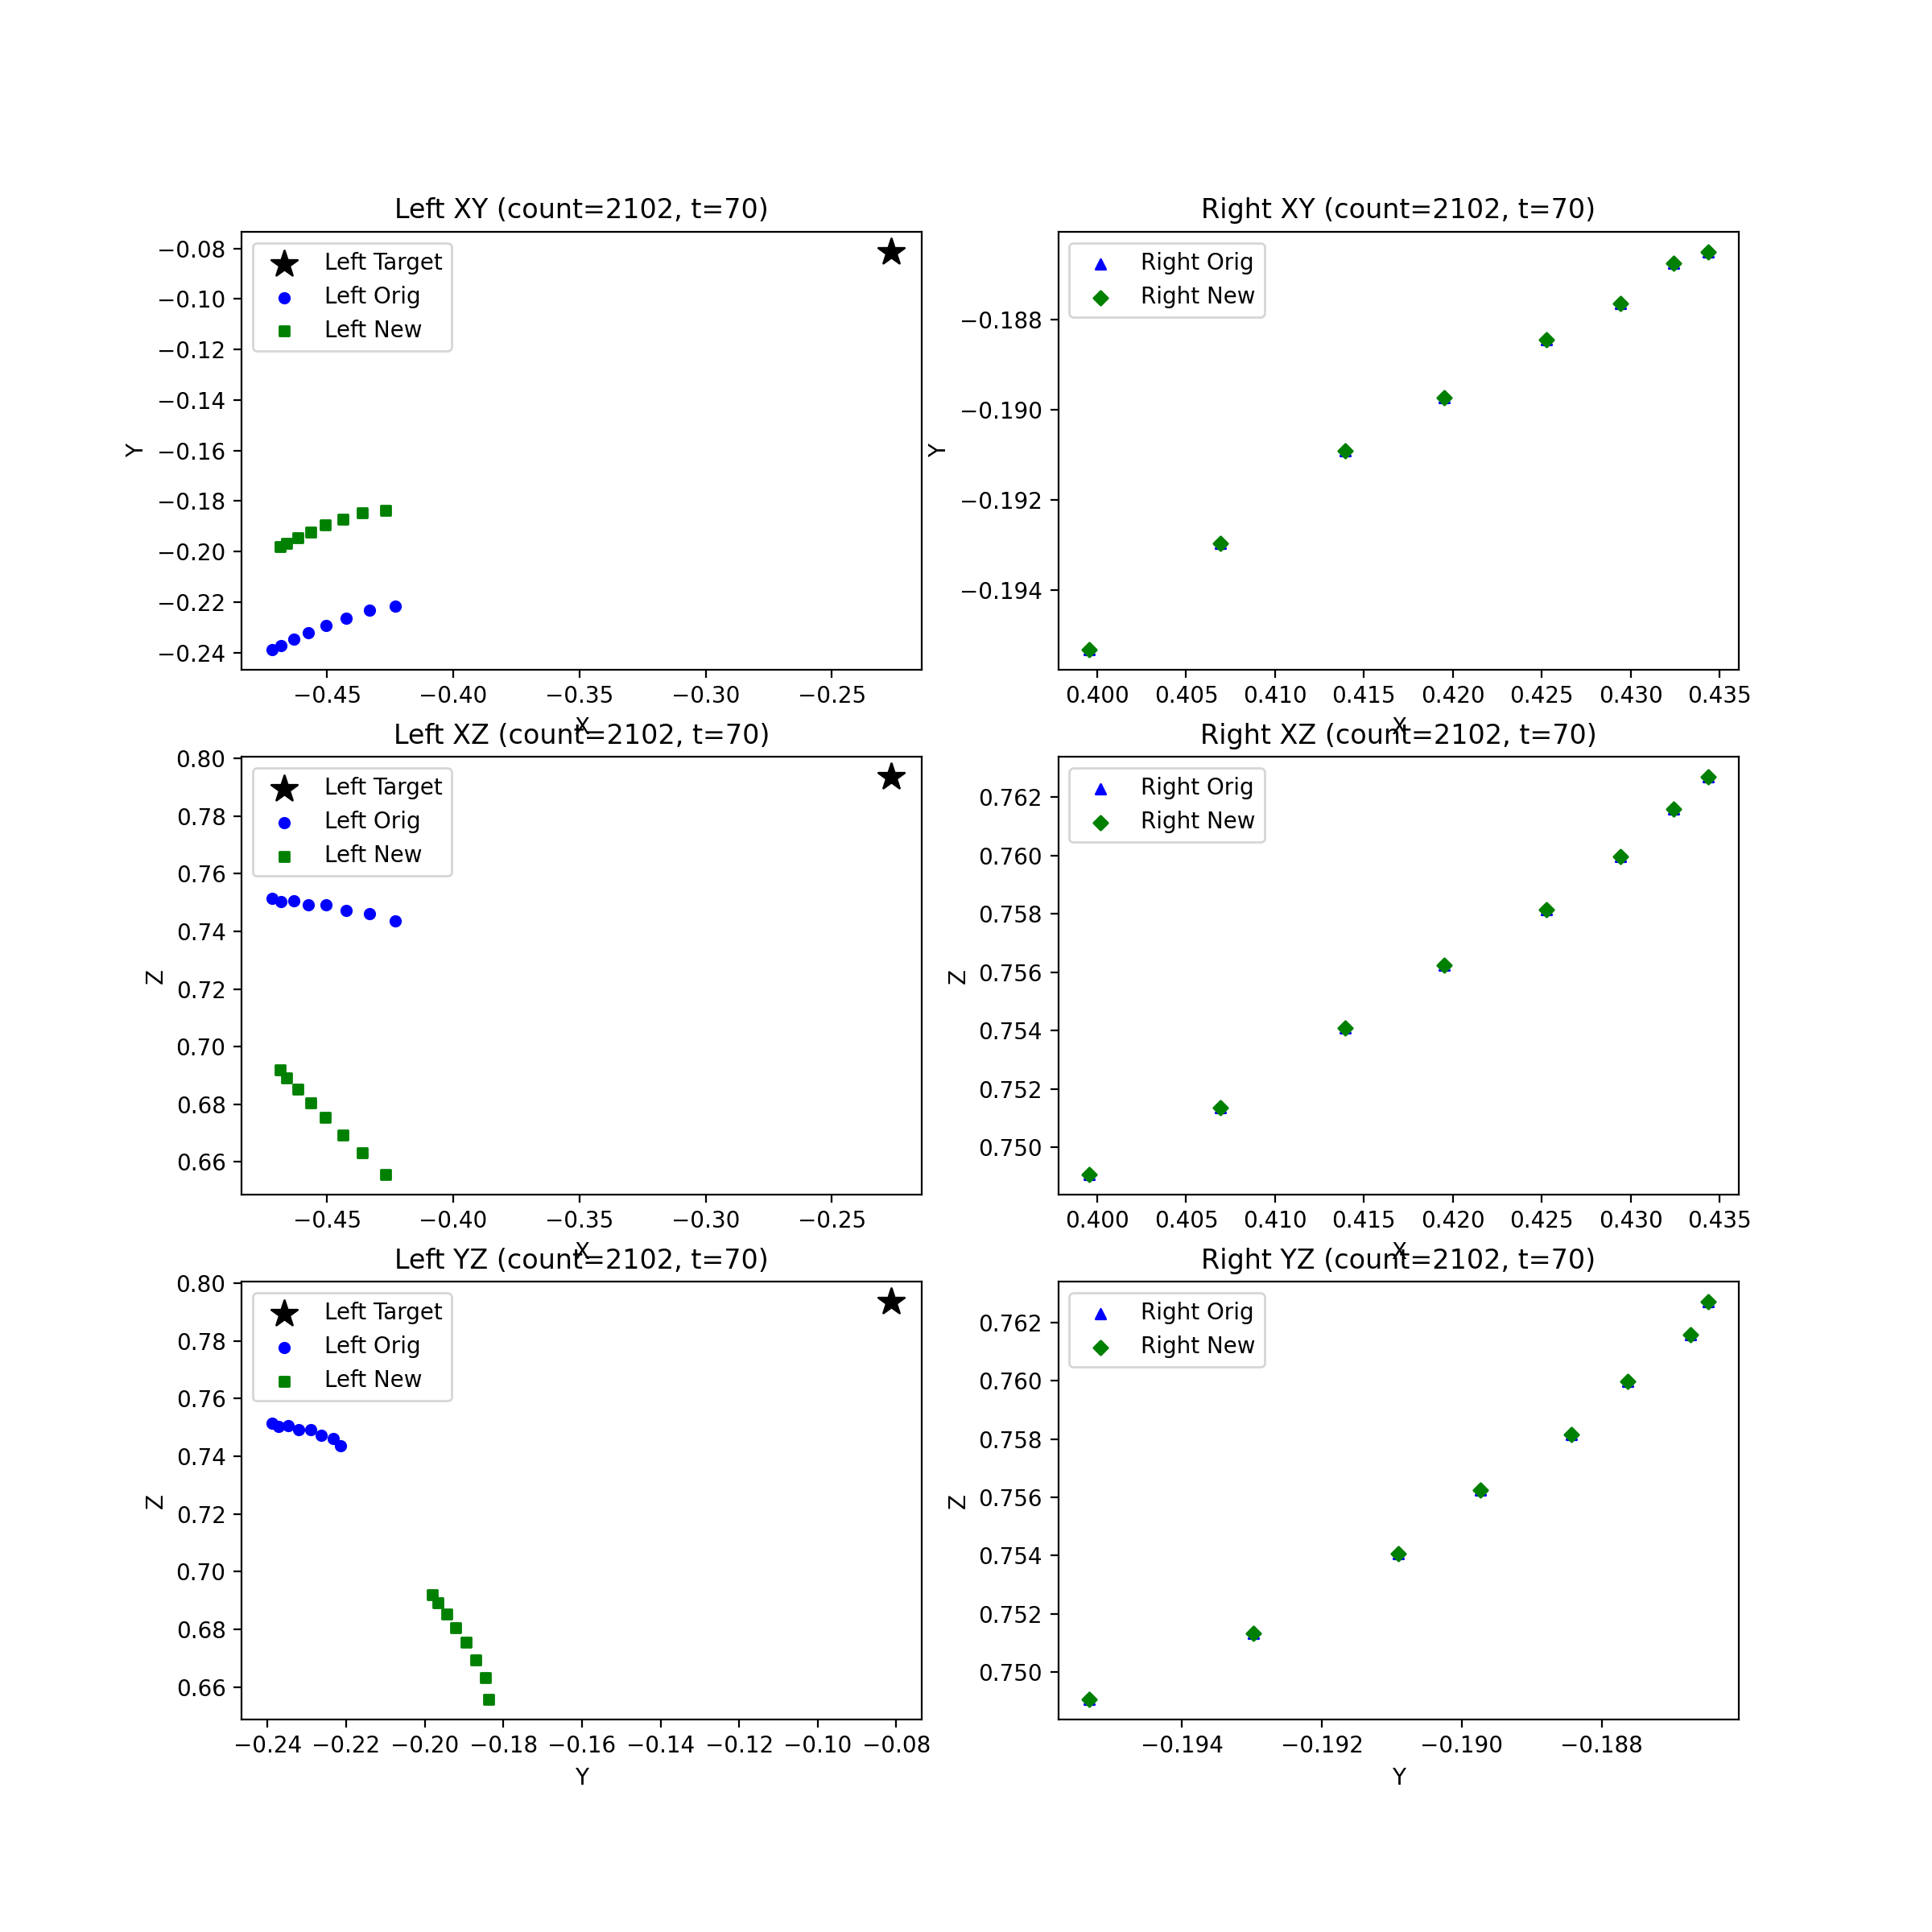 Left XY (count=2102, t=70)
Left Target
Left Orig
Left New
−0.08
−0.10
−0.12
−0.14
−0.16
−0.18
−0.20
−0.22
−0.24
Y
−0.45
−0.40
−0.35
−0.30
−0.25
X
Right XY (count=2102, t=70)
Right Orig
Right New
−0.188
−0.190
−0.192
−0.194
Y
0.400
0.405
0.410
0.415
0.420
0.425
0.430
0.435
X
Left XZ (count=2102, t=70)
Left Target
Left Orig
Left New
0.80
0.78
0.76
0.74
0.72
0.70
0.68
0.66
Z
−0.45
−0.40
−0.35
−0.30
−0.25
X
Right XZ (count=2102, t=70)
Right Orig
Right New
0.762
0.760
0.758
0.756
0.754
0.752
0.750
Z
0.400
0.405
0.410
0.415
0.420
0.425
0.430
0.435
X
Left YZ (count=2102, t=70)
Left Target
Left Orig
Left New
0.80
0.78
0.76
0.74
0.72
0.70
0.68
0.66
Z
−0.24
−0.22
−0.20
−0.18
−0.16
−0.14
−0.12
−0.10
−0.08
Y
Right YZ (count=2102, t=70)
Right Orig
Right New
0.762
0.760
0.758
0.756
0.754
0.752
0.750
Z
−0.194
−0.192
−0.190
−0.188
Y